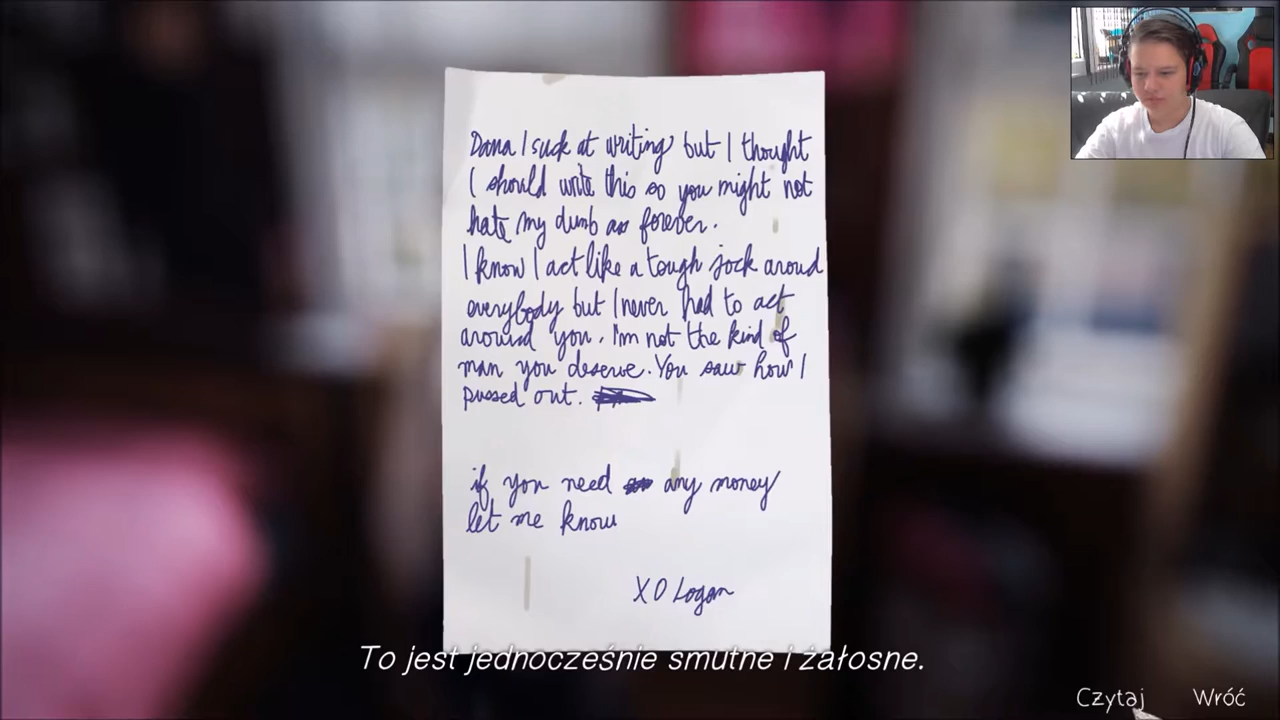 Dana I suck at writing but I thought
I should write this so you might not
hate my dumb ass forever.
I know I act like a tough jock aroud
everybody but I never had to act
around you. I'm not the kind of
man you deserve. You saw how I
pussed out.
if you need any money
let me know
XO Logan
To jest jednocześnie smutne i żałosne.
Czytaj Wróć